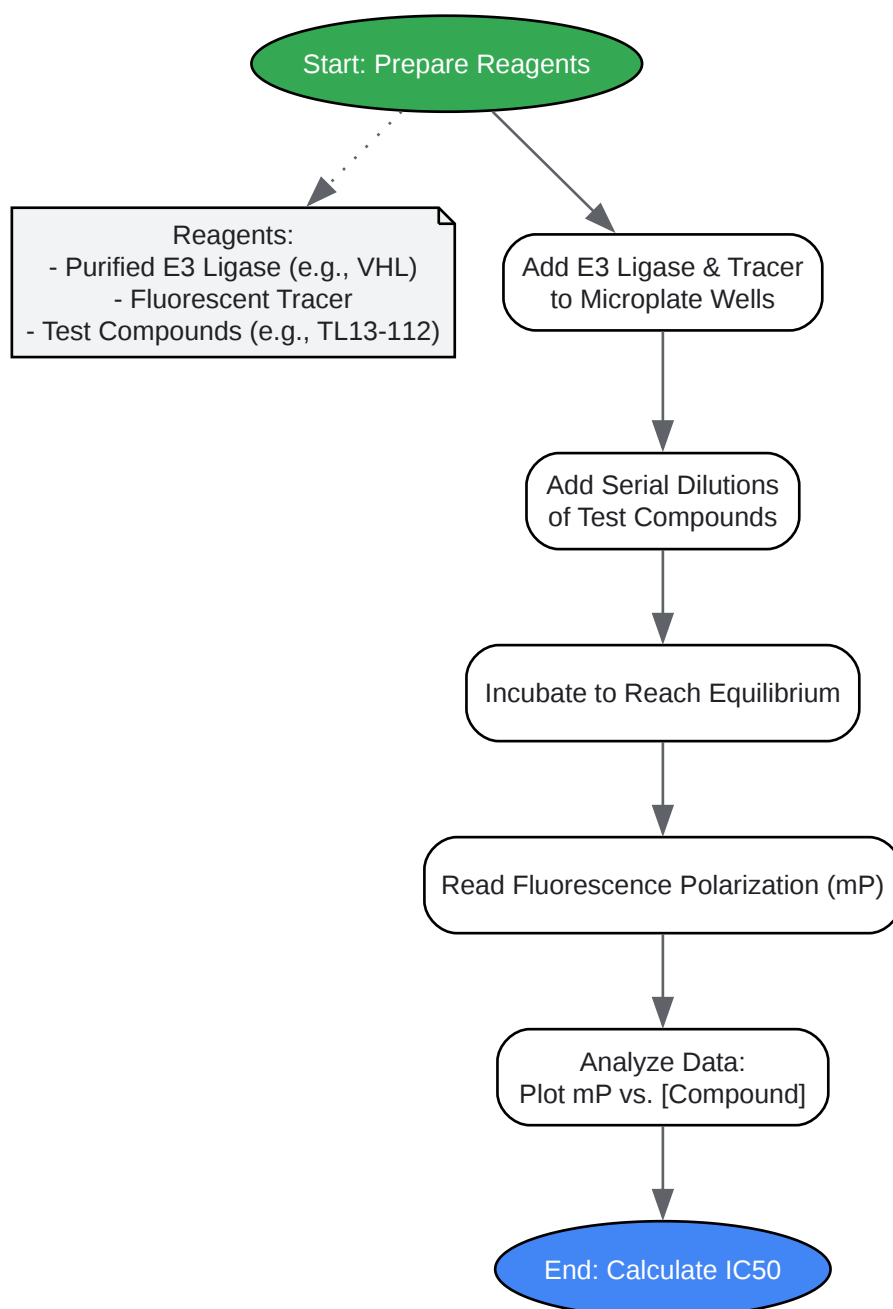 Start: Prepare Reagents
Reagents:
- Purified E3 Ligase (e.g., VHL)
- Fluorescent Tracer
- Test Compounds (e.g., TL13-112)
Add E3 Ligase & Tracer
to Microplate Wells
Add Serial Dilutions
of Test Compounds
Incubate to Reach Equilibrium
Read Fluorescence Polarization (mP)
Analyze Data:
Plot mP vs. [Compound]
End: Calculate IC50